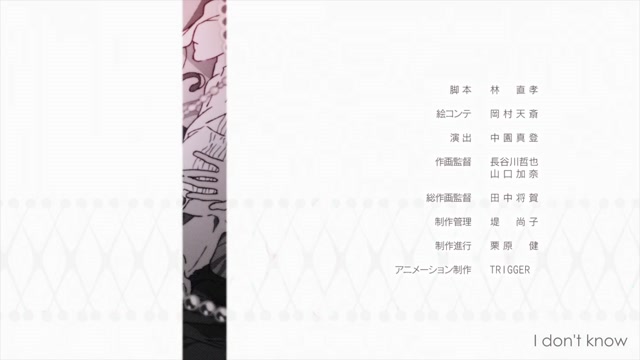 脚本 林 直孝
絵コンテ 岡村天斎
演出 中園真登
作画監督 長谷川哲也
山口加奈
総作画監督 田中将賀
制作管理 堤 尚子
制作進行 栗原 健
アニメーション制作 TRIGGER
I don't know